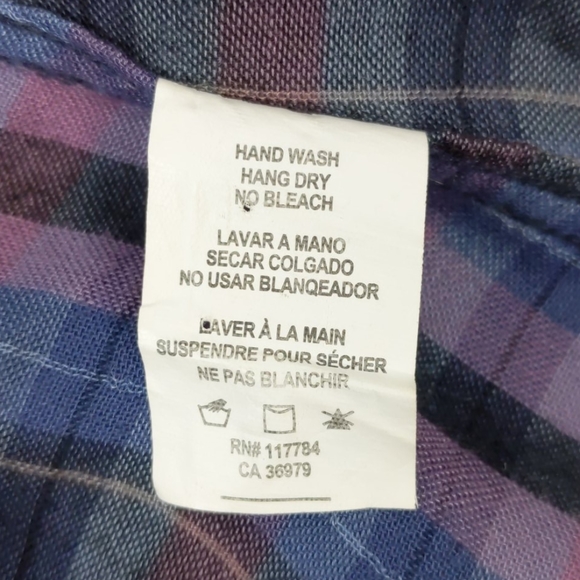 HAND WASH
HANG DRY
NO BLEACH
LAVAR A MANO
SECAR COLGADO
NO USAR BLANQEADOR
LAVER À LA MAIN
SUSPENDRE POUR SÉCHER
NE PAS BLANCHIR
RN# 117784
CA 36979